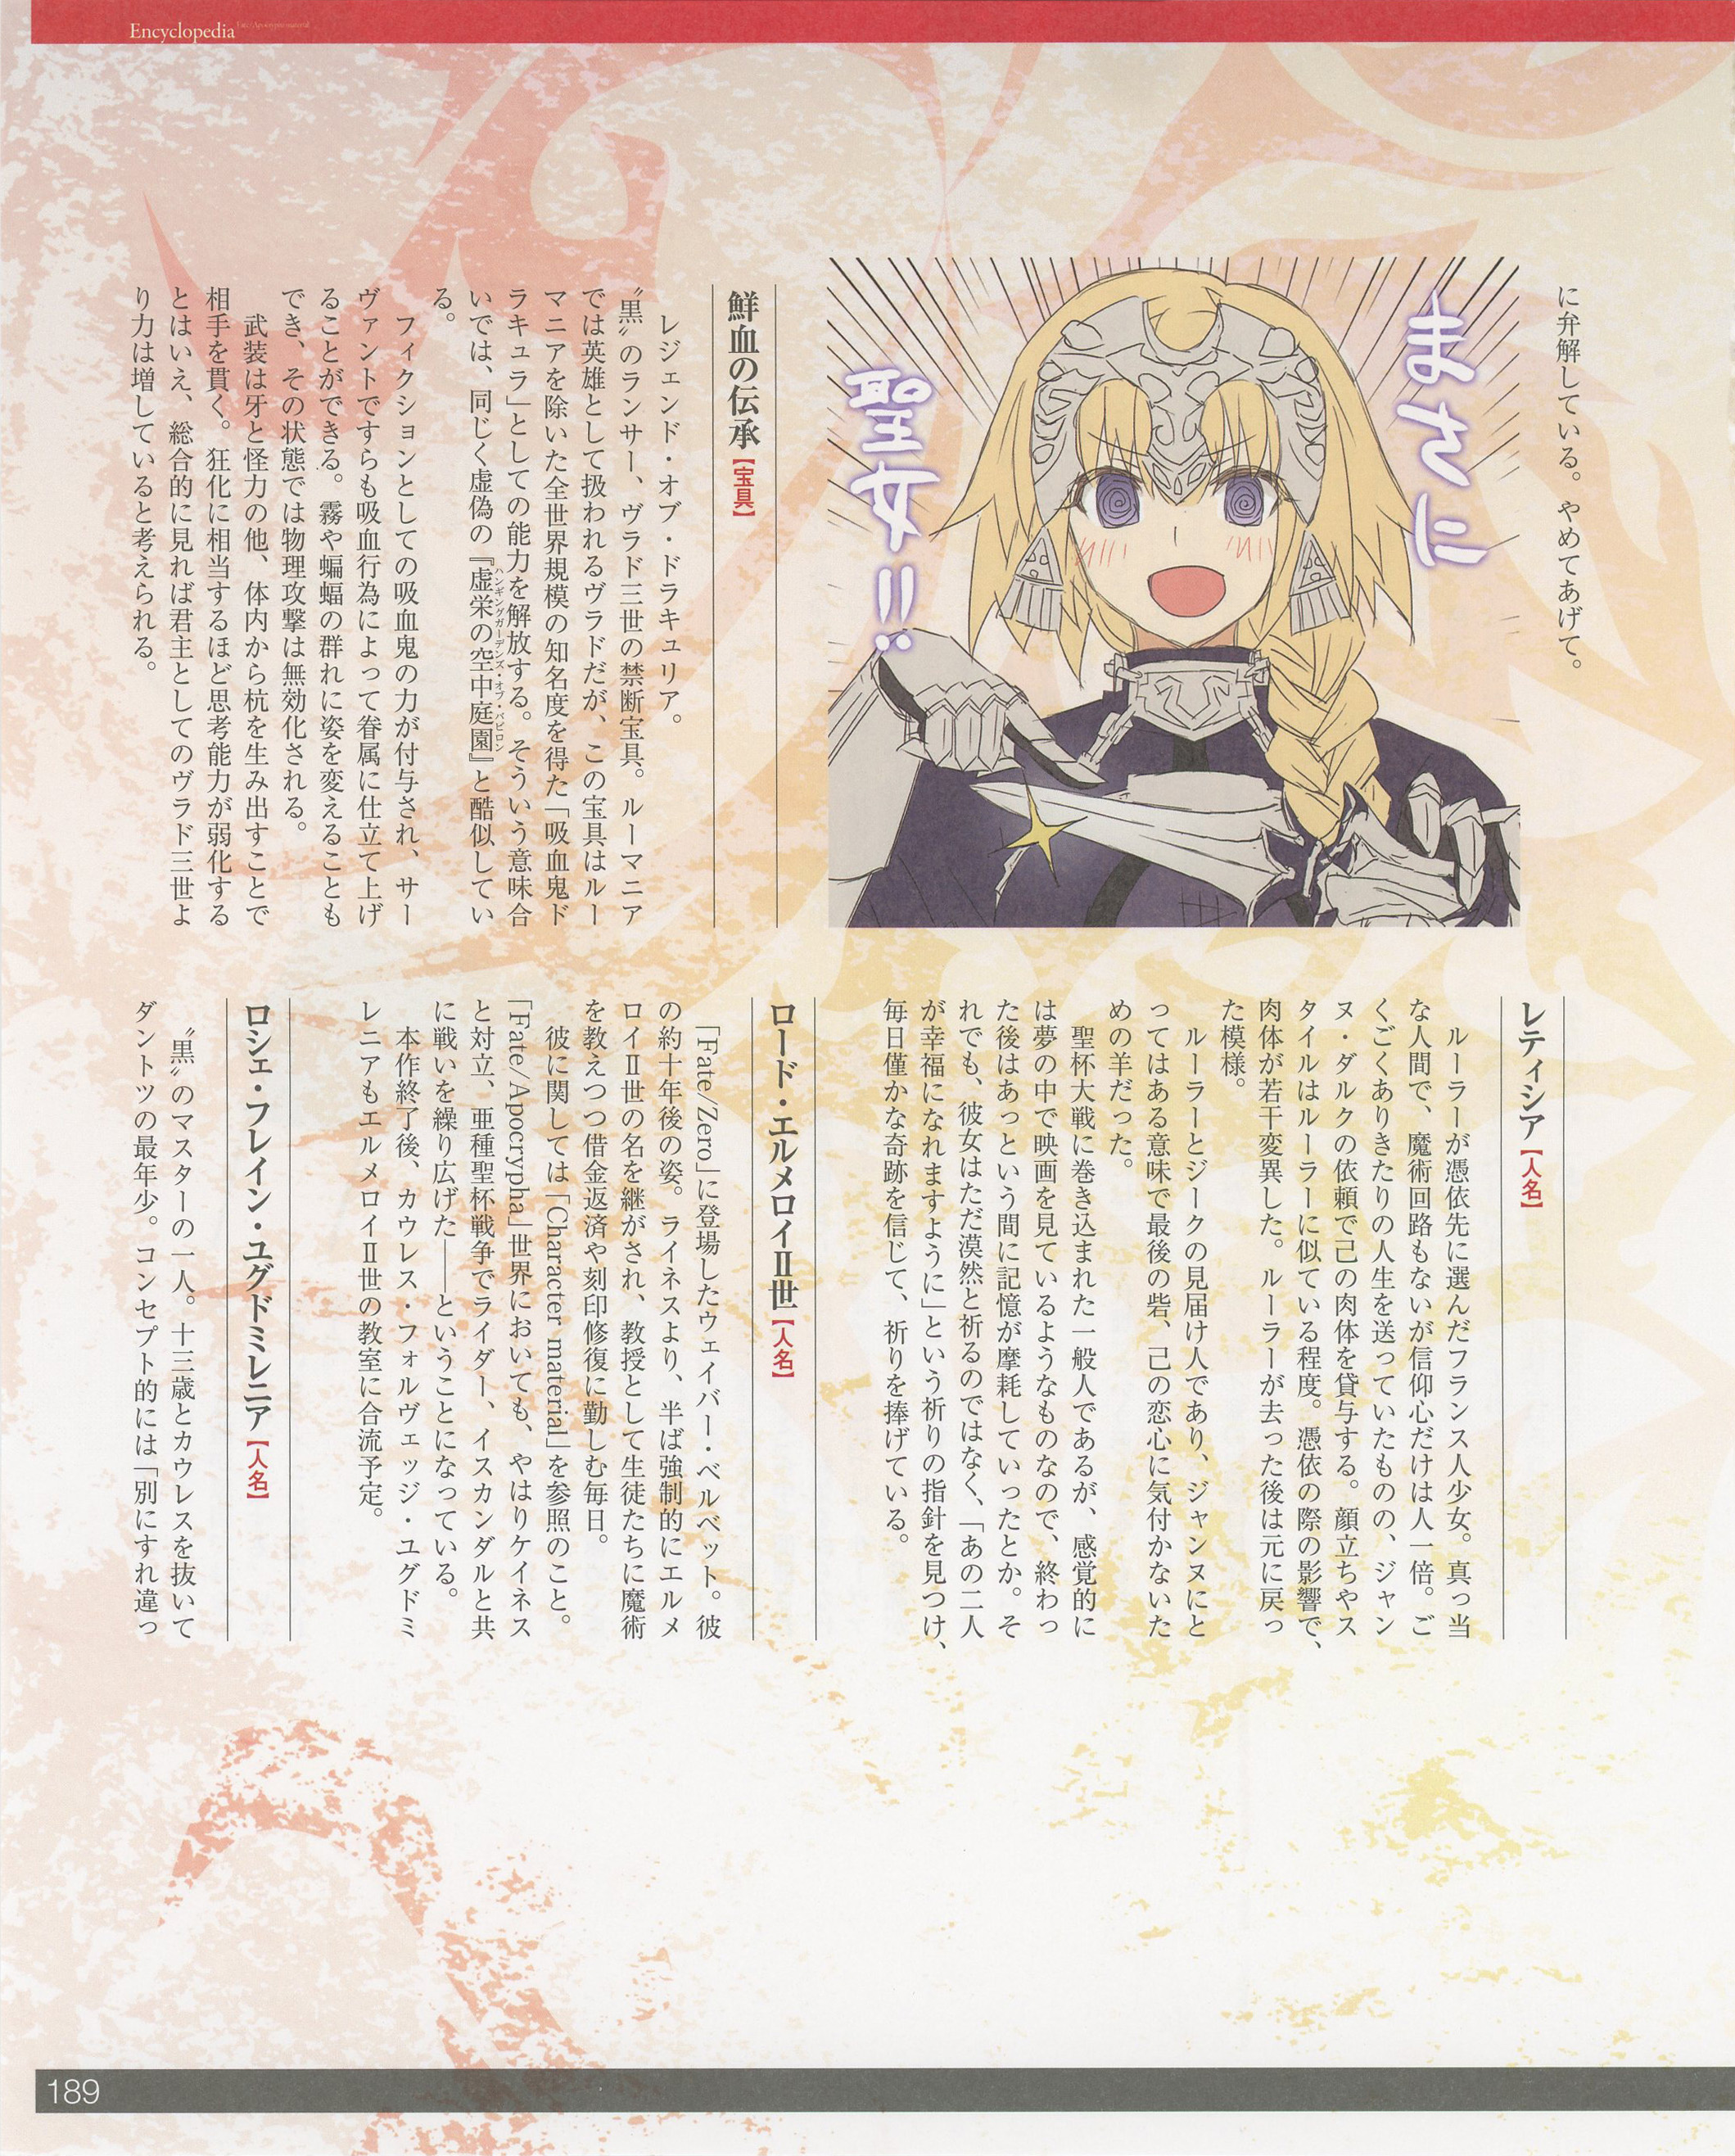 Encyclopedia
Fate/Apocrypha material
に弁解している。やめてあげて。
まさに
聖女!!
鮮血の伝承【宝具】
レジェンド・オブ・ドラキュリア。
〝黒〟のランサー、ヴラド三世の禁断宝具。ルーマニア
では英雄として扱われるヴラドだが、この宝具はルー
マニアを除いた全世界規模の知名度を得た「吸血鬼ド
ラキュラ」としての能力を解放する。そういう意味合
いでは、同じく虚偽の『虚栄の空中庭園』と酷似してい
ハンギングガーデンズ・オブ・バビロン
る。
フィクションとしての吸血鬼の力が付与され、サー
ヴァントですらも吸血行為によって眷属に仕立て上げ
ることができる。霧や蝙蝠の群れに姿を変えることも
でき、その状態では物理攻撃は無効化される。
武装は牙と怪力の他、体内から杭を生み出すことで
相手を貫く。狂化に相当するほど思考能力が弱化する
とはいえ、総合的に見れば君主としてのヴラド三世よ
り力は増していると考えられる。
レティシア【人名】
ルーラーが憑依先に選んだフランス人少女。真っ当
な人間で、魔術回路もないが信仰心だけは人一倍。ご
くごくありきたりの人生を送っていたものの、ジャン
ヌ・ダルクの依頼で己の肉体を貸与する。顔立ちやス
タイルはルーラーに似ている程度。憑依の際の影響で、
肉体が若干変異した。ルーラーが去った後は元に戻っ
た模様。
ルーラーとジークの見届け人であり、ジャンヌにと
ってはある意味で最後の砦、己の恋心に気付かないた
めの羊だった。
聖杯大戦に巻き込まれた一般人であるが、感覚的に
は夢の中で映画を見ているようなものなので、終わっ
た後はあっという間に記憶が摩耗していったとか。そ
れでも、彼女はただ漠然と祈るのではなく、「あの二人
が幸福になれますように」という祈りの指針を見つけ、
毎日僅かな奇跡を信じて、祈りを捧げている。
ロード・エルメロイⅡ世【人名】
「Fate/Zero」に登場したウェイバー・ベルベット。彼
の約十年後の姿。ライネスより、半ば強制的にエルメ
ロイⅡ世の名を継がされ、教授として生徒たちに魔術
を教えつつ借金返済や刻印修復に勤しむ毎日。
彼に関しては「Character material」を参照のこと。
「Fate/Apocrypha」世界においても、やはりケイネス
と対立、亜種聖杯戦争でライダー、イスカンダルと共
に戦いを繰り広げた――ということになっている。
本作終了後、カウレス・フォルヴェッジ・ユグドミ
レニアもエルメロイⅡ世の教室に合流予定。
ロシェ・フレイン・ユグドミレニア【人名】
〝黒〟のマスターの一人。十三歳とカウレスを抜いて
ダントツの最年少。コンセプト的には「別にすれ違っ
189